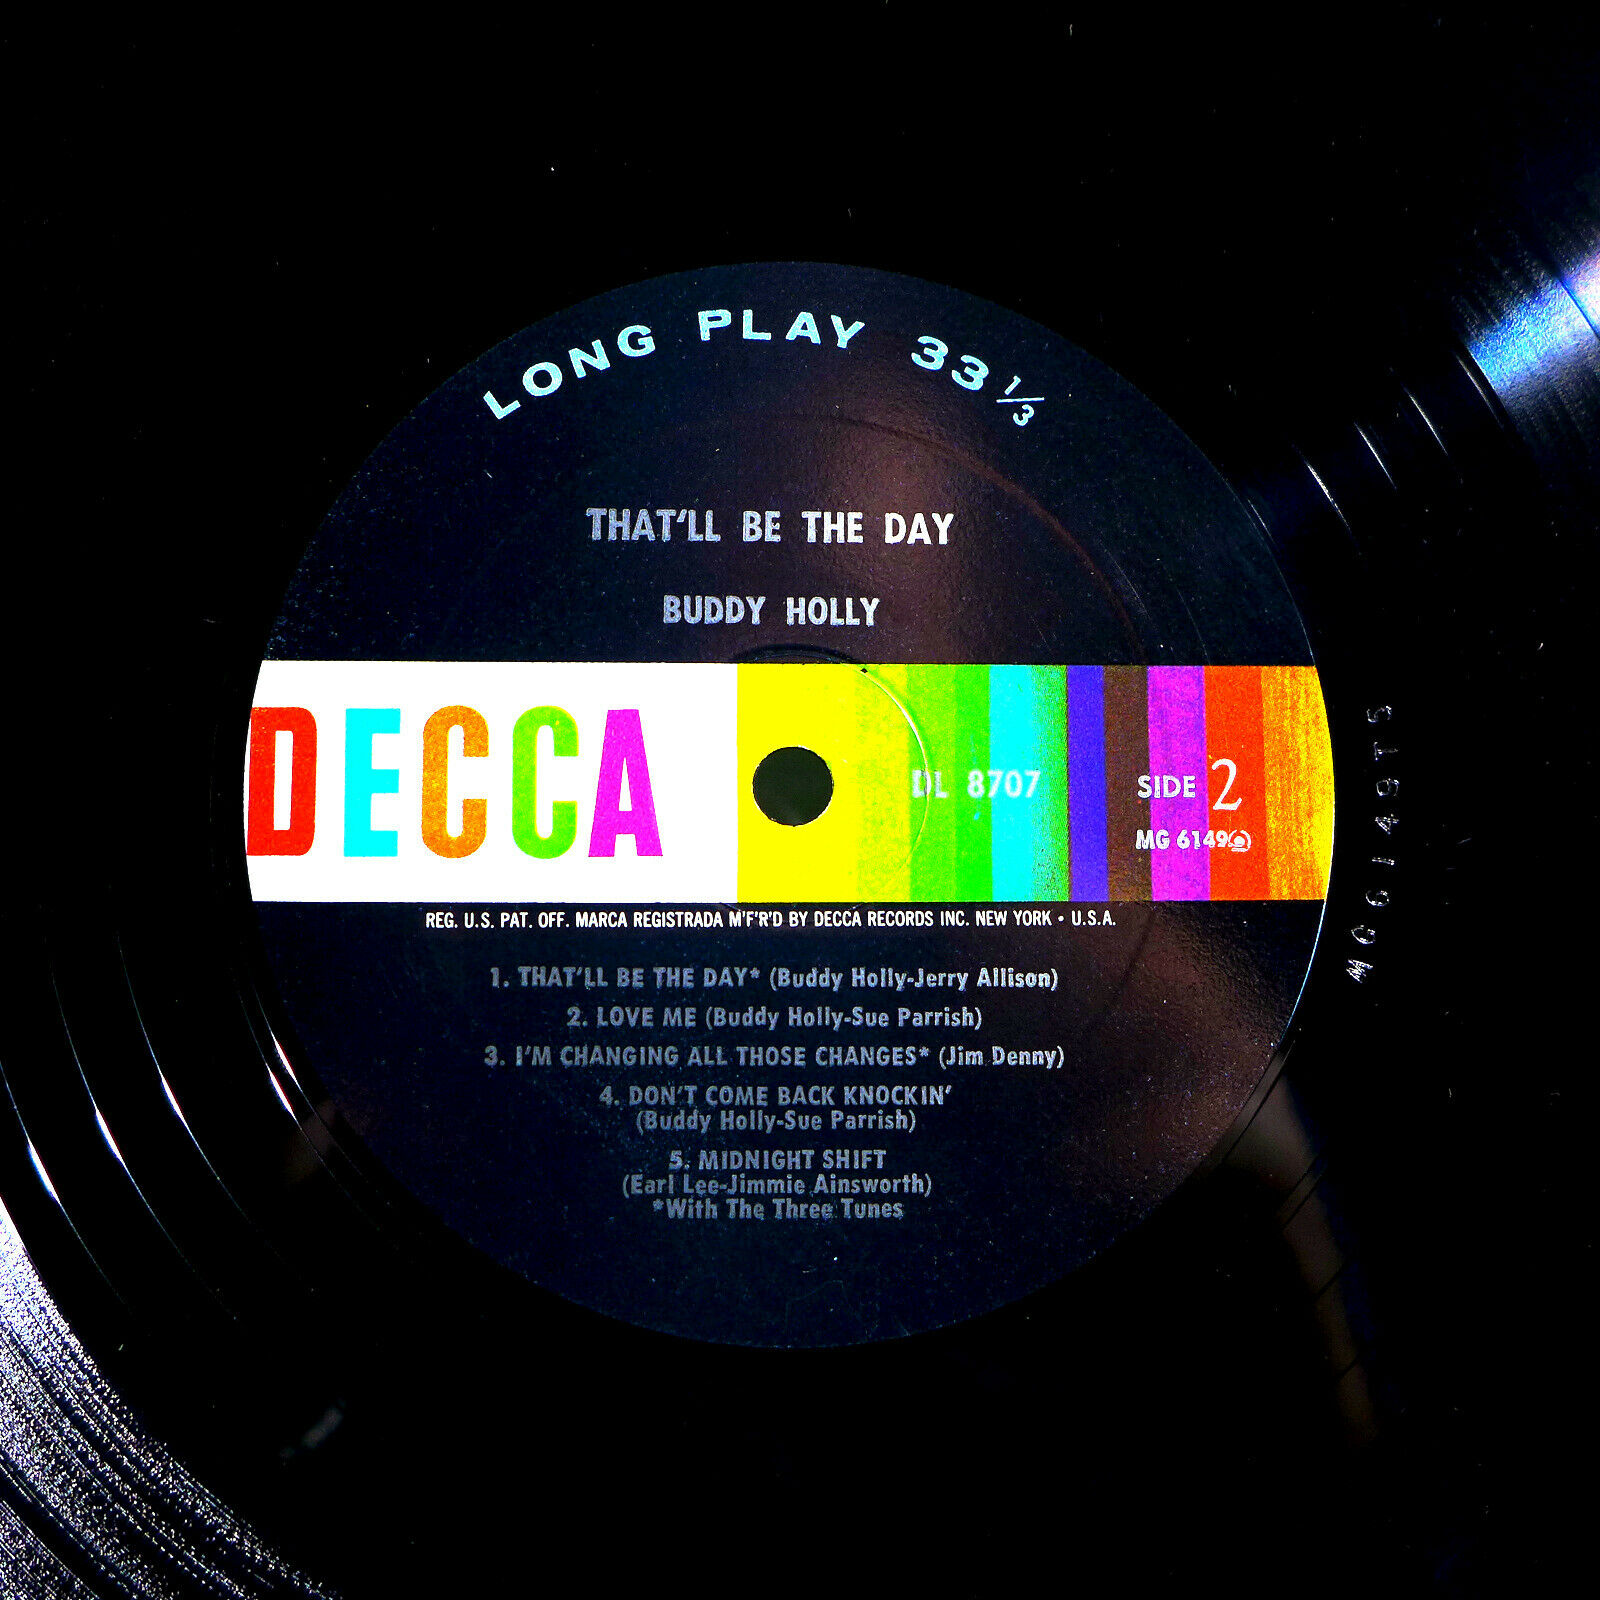 LONG PLAY 33 1/3
THAT'LL BE THE DAY
BUDDY HOLLY
DECCA
DL 8707
SIDE 2
MG 6149
REG. U.S. PAT. OFF. MARCA REGISTRADA M'F'R'D BY DECCA RECORDS INC. NEW YORK • U.S.A.
1. THAT'LL BE THE DAY* (Buddy Holly-Jerry Allison)
2. LOVE ME (Buddy Holly-Sue Parrish)
3. I'M CHANGING ALL THOSE CHANGES* (Jim Denny)
4. DON'T COME BACK KNOCKIN'
(Buddy Holly-Sue Parrish)
5. MIDNIGHT SHIFT
(Earl Lee-Jimmie Ainsworth)
*With The Three Tunes
MG 6149T5